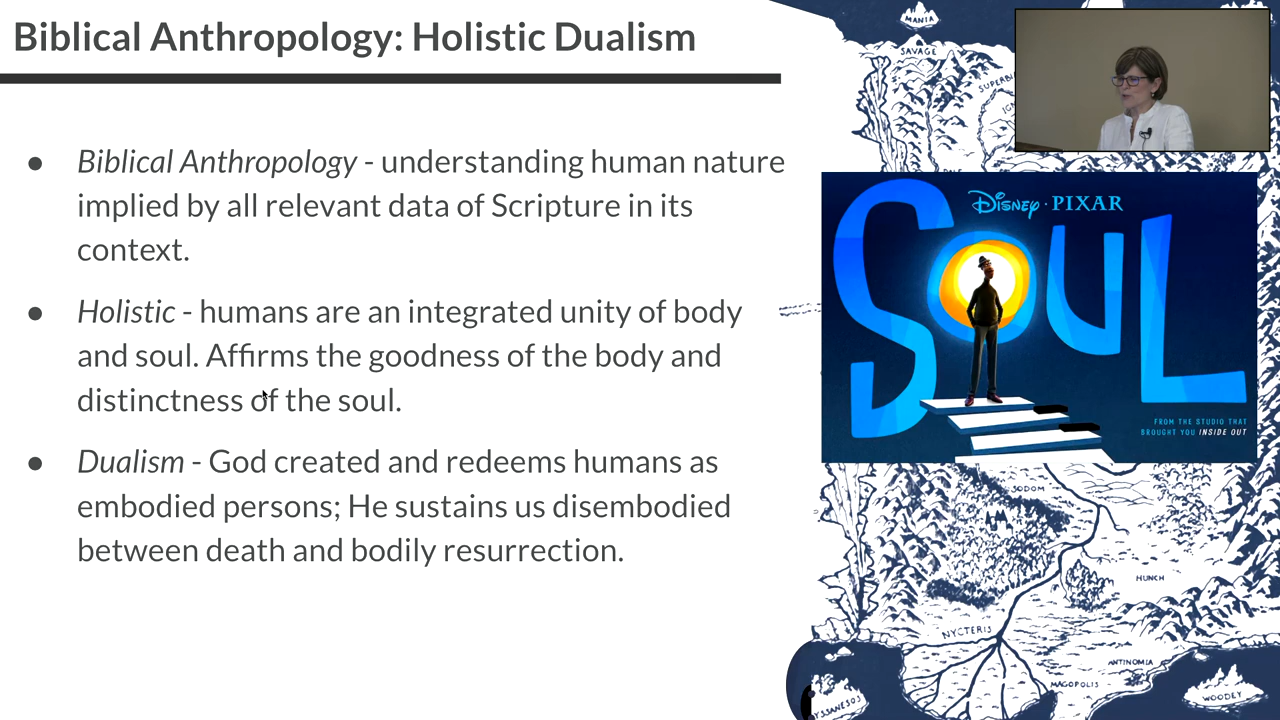 Biblical Anthropology: Holistic Dualism
● Biblical Anthropology - understanding human nature
implied by all relevant data of Scripture in its
context.
● Holistic - humans are an integrated unity of body
and soul. Affirms the goodness of the body and
distinctness of the soul.
● Dualism - God created and redeems humans as
embodied persons; He sustains us disembodied
between death and bodily resurrection.
MANIA
SAVAGE
DISNEY · PIXAR
SOUL
FROM THE STUDIO THAT
BROUGHT YOU INSIDE OUT
SODOM
HUNCH
NYCTERIS
ANTINOMIA
MAGOPOLIS
WOODEY